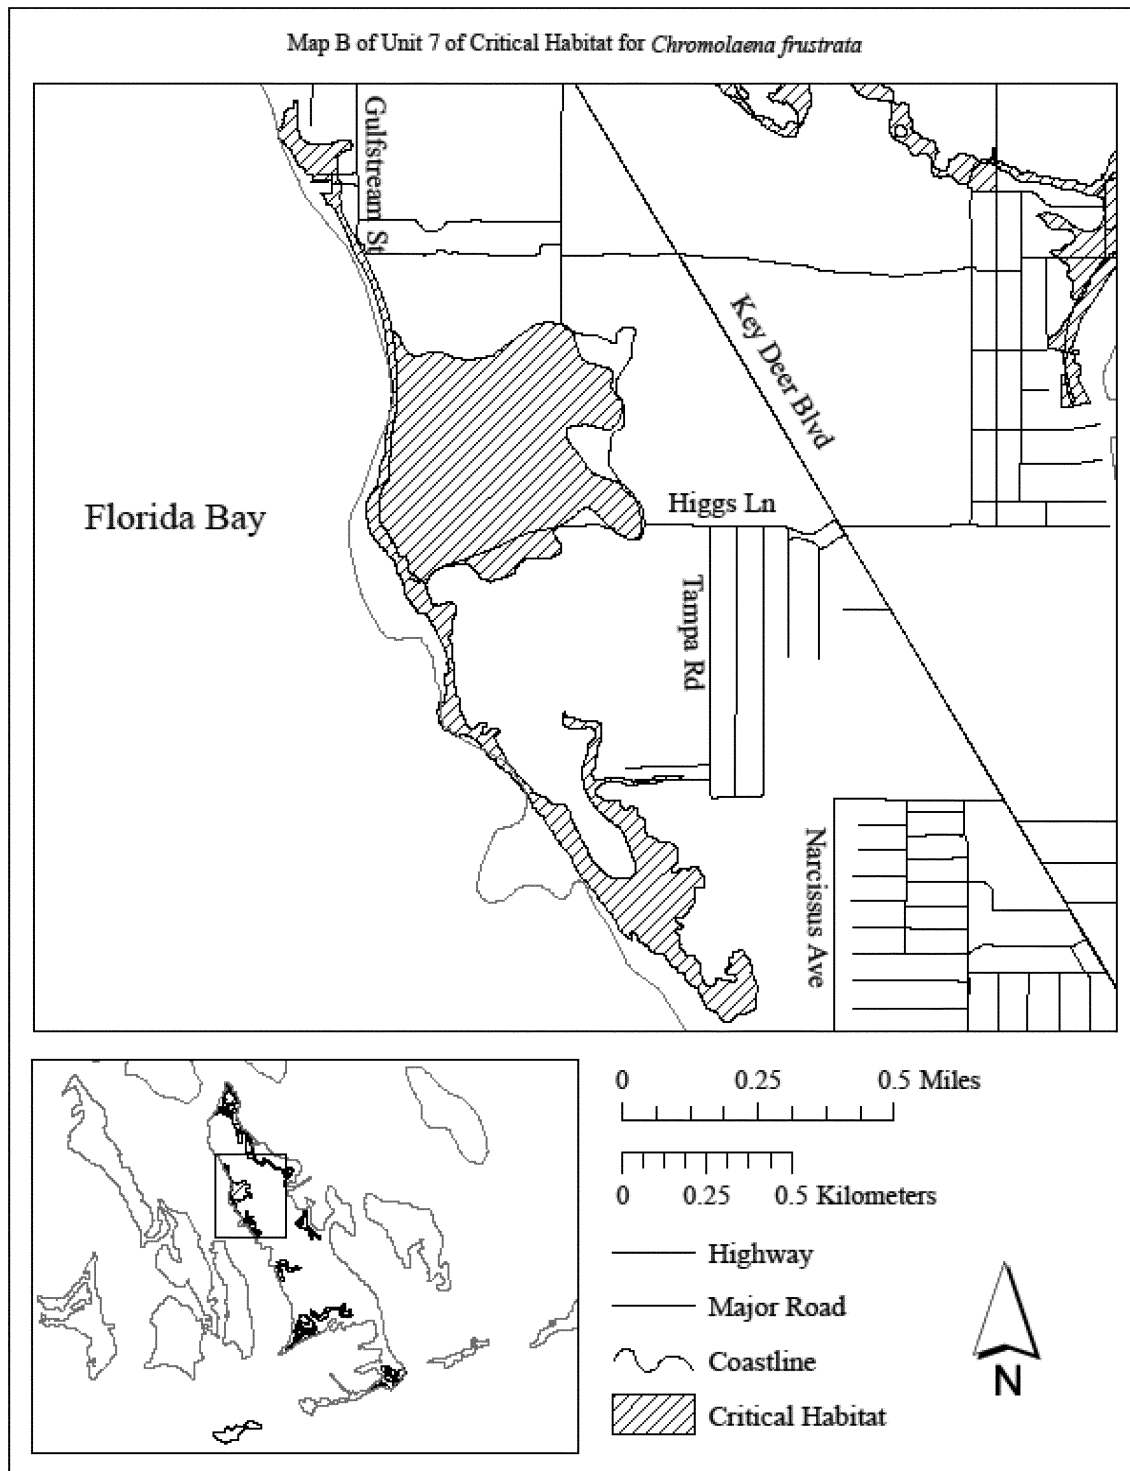 Map B of Unit 7 of Critical Habitat for Chromolaena frustrata
Gulfstream St
Key Deer Blvd
Florida Bay
Higgs Ln
Tampa Rd
Narcissus Ave
0 0.25 0.5 Miles
0 0.25 0.5 Kilometers
Highway
Major Road
Coastline
Critical Habitat
N